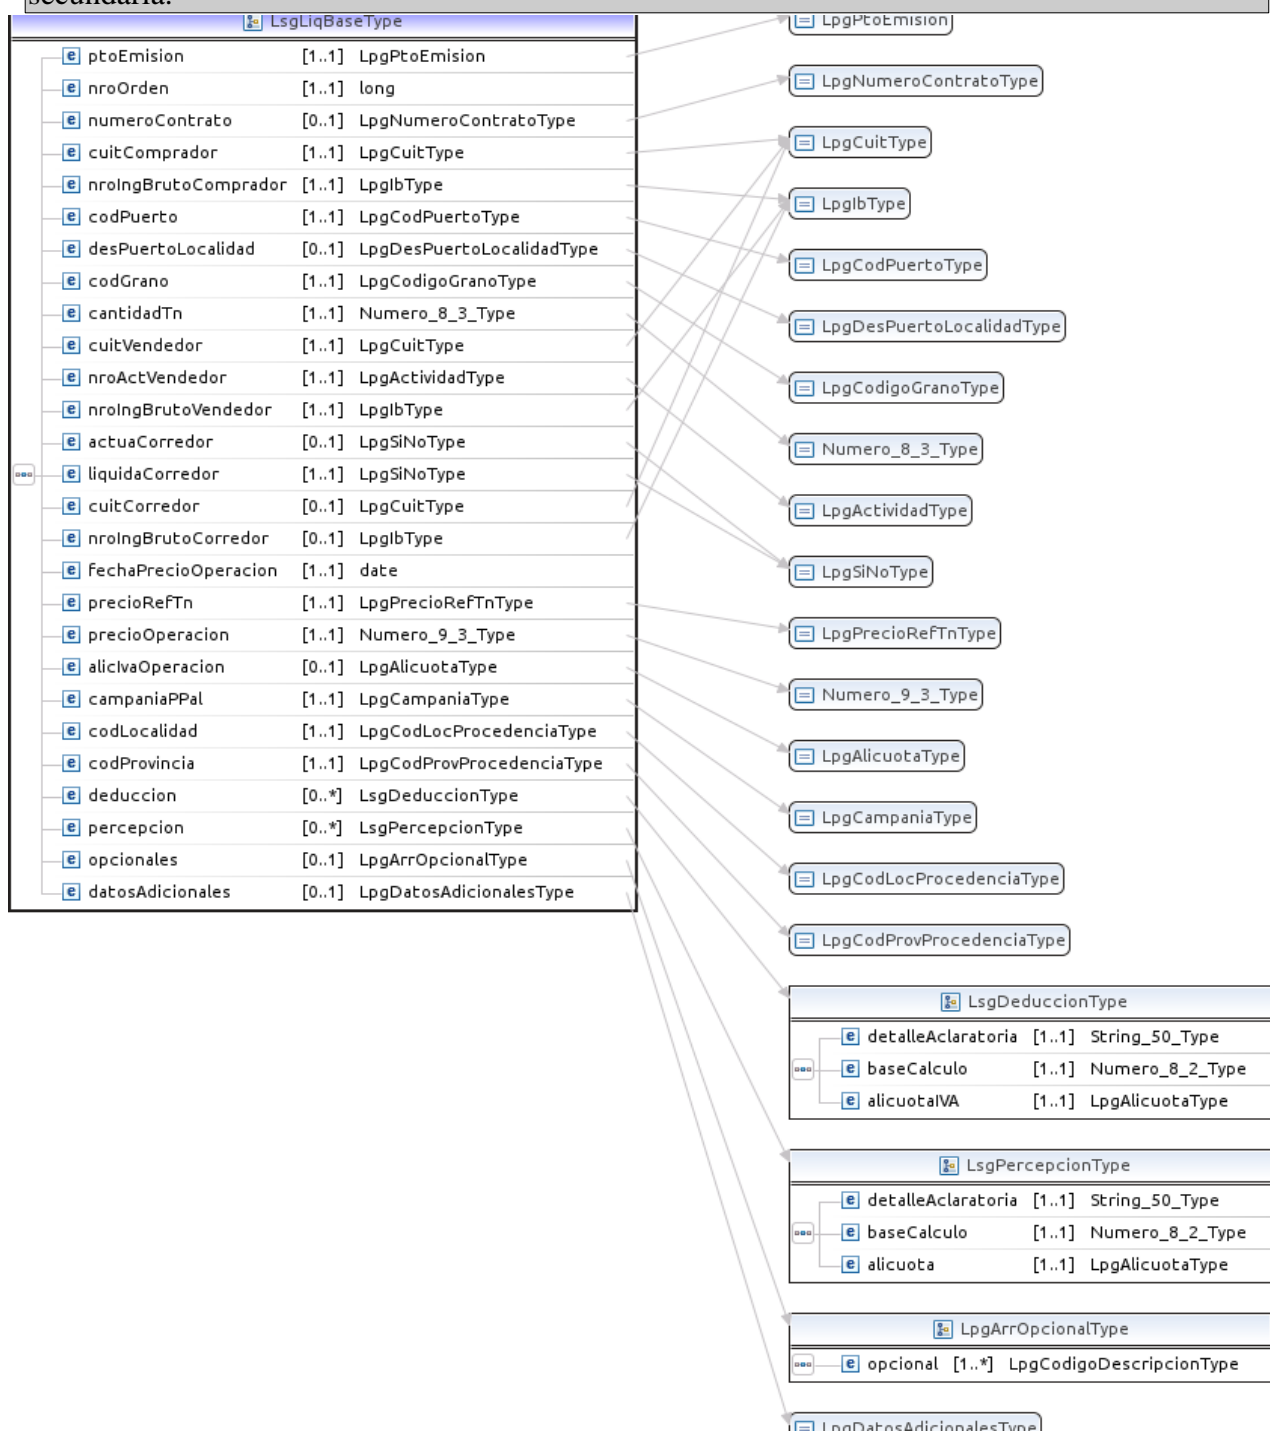 secundaria.
LsgLiqBaseType
ptoEmision [1..1] LpgPtoEmision
nroOrden [1..1] long
numeroContrato [0..1] LpgNumeroContratoType
cuitComprador [1..1] LpgCuitType
nroIngBrutoComprador [1..1] LpgIbType
codPuerto [1..1] LpgCodPuertoType
desPuertoLocalidad [0..1] LpgDesPuertoLocalidadType
codGrano [1..1] LpgCodigoGranoType
cantidadTn [1..1] Numero_8_3_Type
cuitVendedor [1..1] LpgCuitType
nroActVendedor [1..1] LpgActividadType
nroIngBrutoVendedor [1..1] LpgIbType
actuaCorredor [0..1] LpgSiNoType
liquidaCorredor [1..1] LpgSiNoType
cuitCorredor [0..1] LpgCuitType
nroIngBrutoCorredor [0..1] LpgIbType
fechaPrecioOperacion [1..1] date
precioRefTn [1..1] LpgPrecioRefTnType
precioOperacion [1..1] Numero_9_3_Type
alicIvaOperacion [0..1] LpgAlicuotaType
campaniaPPal [1..1] LpgCampaniaType
codLocalidad [1..1] LpgCodLocProcedenciaType
codProvincia [1..1] LpgCodProvProcedenciaType
deduccion [0..*] LsgDeduccionType
percepcion [0..*] LsgPercepcionType
opcionales [0..1] LpgArrOpcionalType
datosAdicionales [0..1] LpgDatosAdicionalesType
LpgPtoEmision
LpgNumeroContratoType
LpgCuitType
LpgIbType
LpgCodPuertoType
LpgDesPuertoLocalidadType
LpgCodigoGranoType
Numero_8_3_Type
LpgActividadType
LpgSiNoType
LpgPrecioRefTnType
Numero_9_3_Type
LpgAlicuotaType
LpgCampaniaType
LpgCodLocProcedenciaType
LpgCodProvProcedenciaType
LsgDeduccionType
detalleAclaratoria [1..1] String_50_Type
baseCalculo [1..1] Numero_8_2_Type
alicuotaIVA [1..1] LpgAlicuotaType
LsgPercepcionType
detalleAclaratoria [1..1] String_50_Type
baseCalculo [1..1] Numero_8_2_Type
alicuota [1..1] LpgAlicuotaType
LpgArrOpcionalType
opcional [1..*] LpgCodigoDescripcionType
LpgDatosAdicionalesType